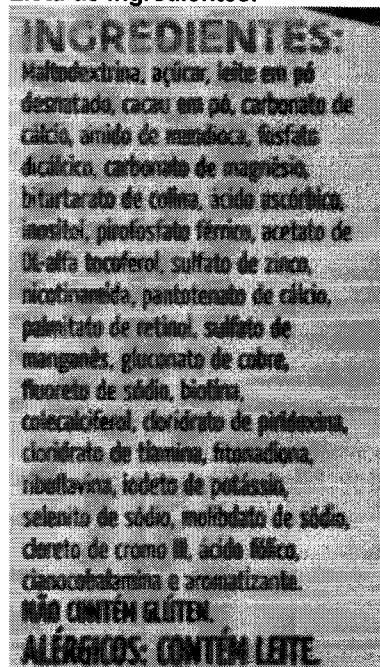 INGREDIENTES:
Maltodextrina, açúcar, leite em pó
desnatado, cacau em pó, carbonato de
cálcio, amido de mandioca, fosfato
dicálcico, carbonato de magnésio,
bitartarato de colina, ácido ascórbico,
inositol, pirofosfato férrico, acetato de
DL-alfa tocoferol, sulfato de zinco,
nicotinamida, pantotenato de cálcio,
palmitato de retinol, sulfato de
manganês, gluconato de cobre,
fluoreto de sódio, biotina,
colecalciferol, cloridrato de piridoxina,
cloridrato de tiamina, fitonadiona,
riboflavina, iodeto de potássio,
selenito de sódio, molibdato de sódio,
cloreto de cromo III, ácido fólico,
cianocobalamina e aromatizante.
NÃO CONTÉM GLÚTEN.
ALÉRGICOS: CONTÉM LEITE.